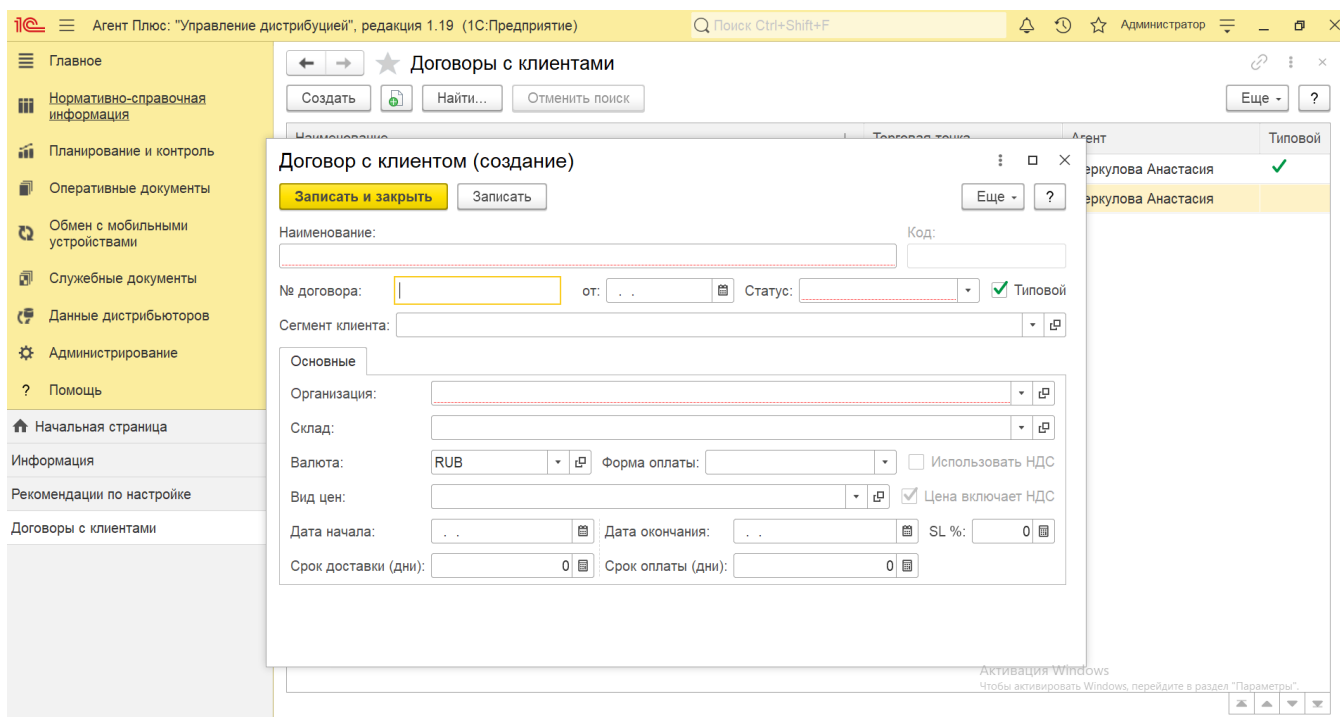 Агент Плюс: "Управление дистрибуцией", редакция 1.19 (1С:Предприятие)
Поиск Ctrl+Shift+F
Администратор
Главное
Нормативно-справочная
информация
Планирование и контроль
Оперативные документы
Обмен с мобильными
устройствами
Служебные документы
Данные дистрибьюторов
Администрирование
? Помощь
Начальная страница
Информация
Рекомендации по настройке
Договоры с клиентами
Договоры с клиентами
Создать Найти... Отменить поиск Еще ?
Наименование Торговая точка Агент Типовой
еркулова Анастасия
еркулова Анастасия
Договор с клиентом (создание)
Записать и закрыть Записать Еще ?
Наименование: Код:
№ договора: от: . . Статус: Типовой
Сегмент клиента:
Основные
Организация:
Склад:
Валюта: RUB Форма оплаты: Использовать НДС
Вид цен: Цена включает НДС
Дата начала: . . Дата окончания: . . SL %: 0
Срок доставки (дни): 0 Срок оплаты (дни): 0
Активация Windows
Чтобы активировать Windows, перейдите в раздел "Параметры".